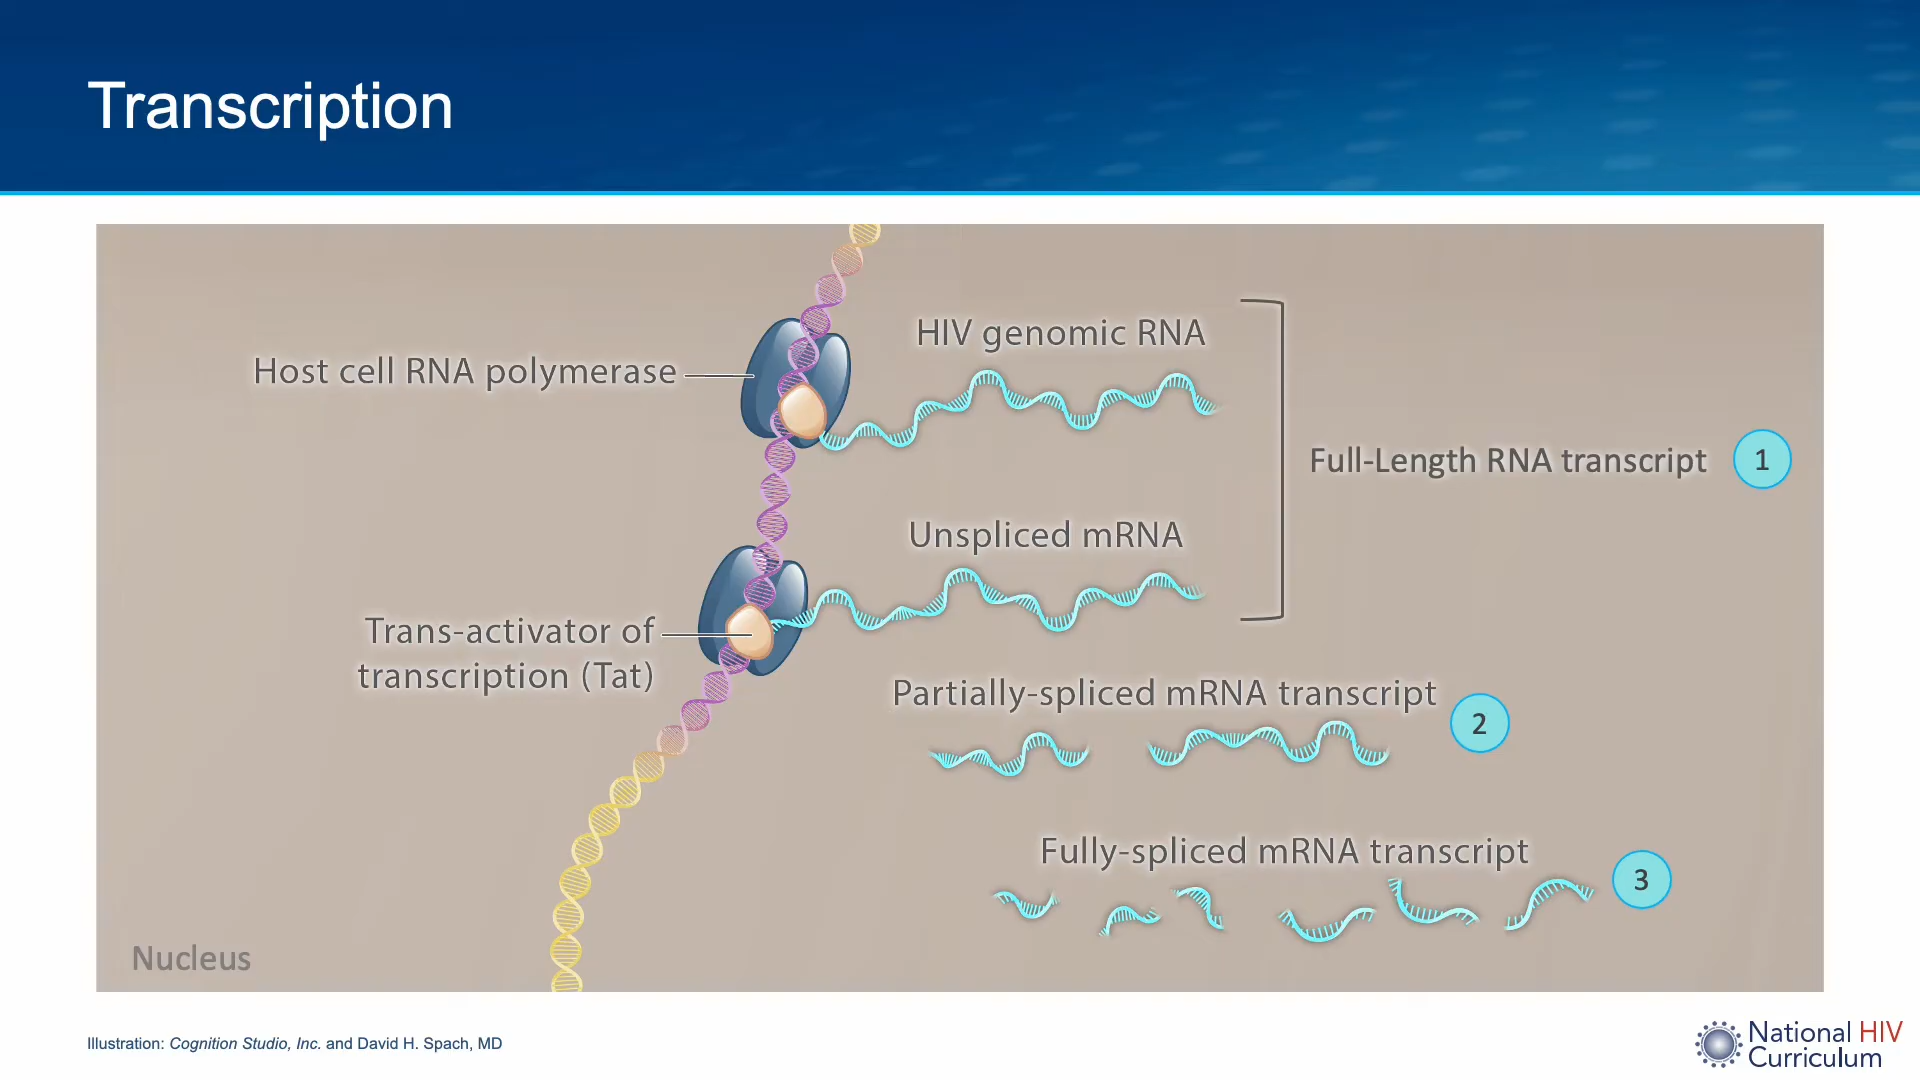 Transcription
HIV genomic RNA
Host cell RNA polymerase
Full-Length RNA transcript
1
Unspliced mRNA
Trans-activator of
transcription (Tat)
Partially-spliced mRNA transcript
2
Fully-spliced mRNA transcript
3
Nucleus
Illustration: Cognition Studio, Inc. and David H. Spach, MD
National HIV
Curriculum